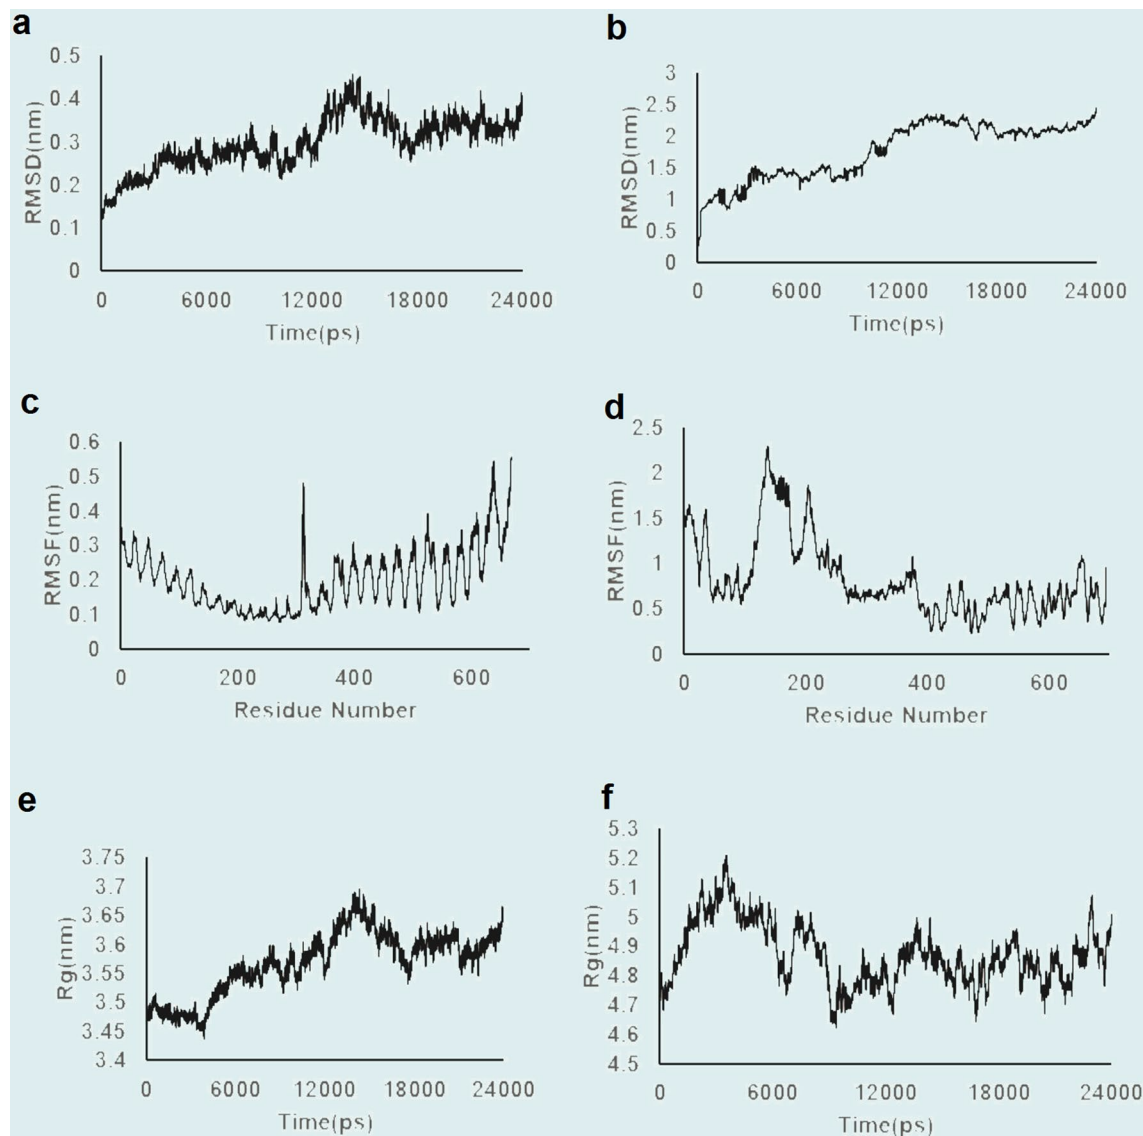 a
0.5
0.4
0.3
0.2
0.1
0
RMSD(nm)
0 6000 12000 18000 24000
Time(ps)
b
3
2.5
2
1.5
1
0.5
0
RMSD(nm)
0 6000 12000 18000 24000
Time(ps)
c
0.6
0.5
0.4
0.3
0.2
0.1
0
RMSF(nm)
0 200 400 600
Residue Number
d
2.5
2
1.5
1
0.5
0
RMSF(nm)
0 200 400 600
Residue Number
e
3.75
3.7
3.65
3.6
3.55
3.5
3.45
3.4
Rg(nm)
0 6000 12000 18000 24000
Time(ps)
f
5.3
5.2
5.1
5
4.9
4.8
4.7
4.6
4.5
Rg(nm)
0 6000 12000 18000 24000
Time(ps)